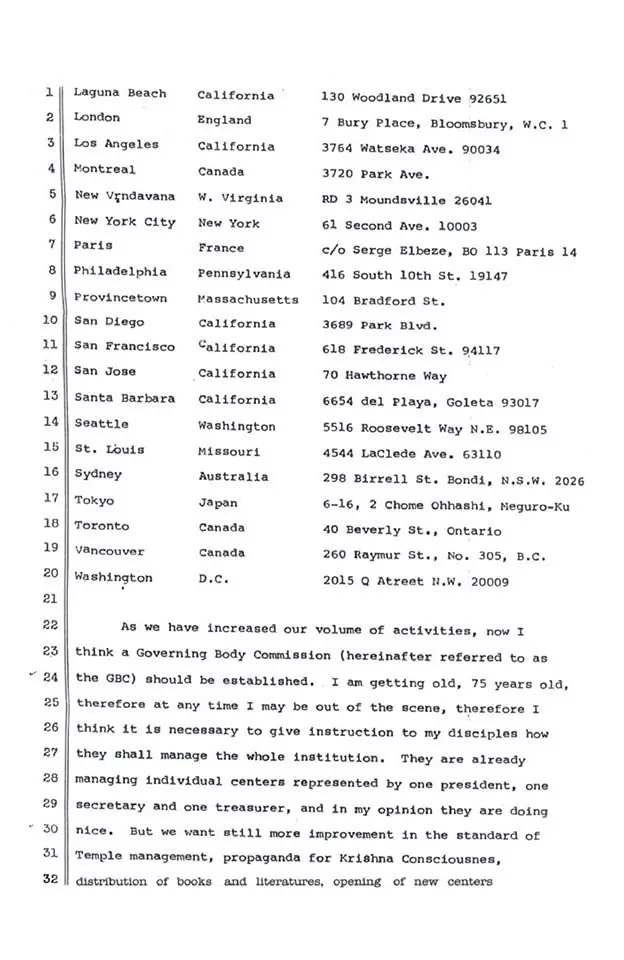 1 Laguna Beach California 130 Woodland Drive 92651
2 London England 7 Bury Place, Bloomsbury, W.C. 1
3 Los Angeles California 3764 Watseka Ave. 90034
4 Montreal Canada 3720 Park Ave.
5 New Vrndavana W. Virginia RD 3 Moundsville 26041
6 New York City New York 61 Second Ave. 10003
7 Paris France c/o Serge Elbeze, BO 113 Paris 14
8 Philadelphia Pennsylvania 416 South 10th St. 19147
9 Provincetown Massachusetts 104 Bradford St.
10 San Diego California 3689 Park Blvd.
11 San Francisco California 618 Frederick St. 94117
12 San Jose California 70 Hawthorne Way
13 Santa Barbara California 6654 del Playa, Goleta 93017
14 Seattle Washington 5516 Roosevelt Way N.E. 98105
15 St. Louis Missouri 4544 LaClede Ave. 63110
16 Sydney Australia 298 Birrell St. Bondi, N.S.W. 2026
17 Tokyo Japan 6-16, 2 Chome Ohhashi, Meguro-Ku
18 Toronto Canada 40 Beverly St., Ontario
19 Vancouver Canada 260 Raymur St., No. 305, B.C.
20 Washington D.C. 2015 Q Atreet N.W. 20009
21
22 As we have increased our volume of activities, now I
23 think a Governing Body Commission (hereinafter referred to as
24 the GBC) should be established. I am getting old, 75 years old,
25 therefore at any time I may be out of the scene, therefore I
26 think it is necessary to give instruction to my disciples how
27 they shall manage the whole institution. They are already
28 managing individual centers represented by one president, one
29 secretary and one treasurer, and in my opinion they are doing
30 nice. But we want still more improvement in the standard of
31 Temple management, propaganda for Krishna Consciousnes,
32 distribution of books and literatures, opening of new centers